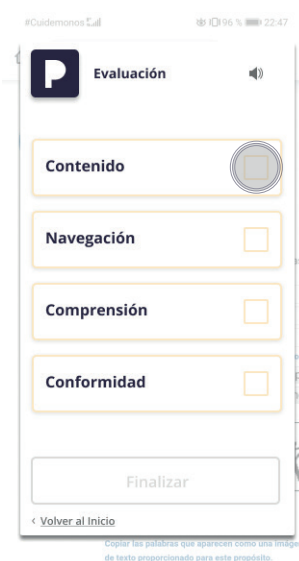 #Cuidemonos
96 % 22:47
P
Evaluación
Contenido
Navegación
Comprensión
Conformidad
Finalizar
‹ Volver al Inicio
Copiar las palabras que aparecen como una imáge
de texto proporcionado para este propósito.